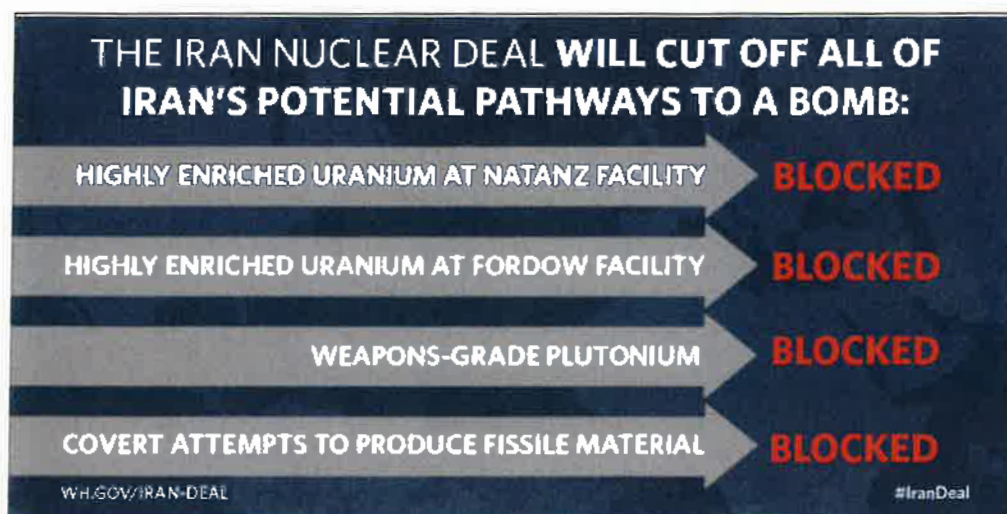 THE IRAN NUCLEAR DEAL WILL CUT OFF ALL OF
IRAN'S POTENTIAL PATHWAYS TO A BOMB:
HIGHLY ENRICHED URANIUM AT NATANZ FACILITY BLOCKED
HIGHLY ENRICHED URANIUM AT FORDOW FACILITY BLOCKED
WEAPONS-GRADE PLUTONIUM BLOCKED
COVERT ATTEMPTS TO PRODUCE FISSILE MATERIAL BLOCKED
WH.GOV/IRAN-DEAL #IranDeal